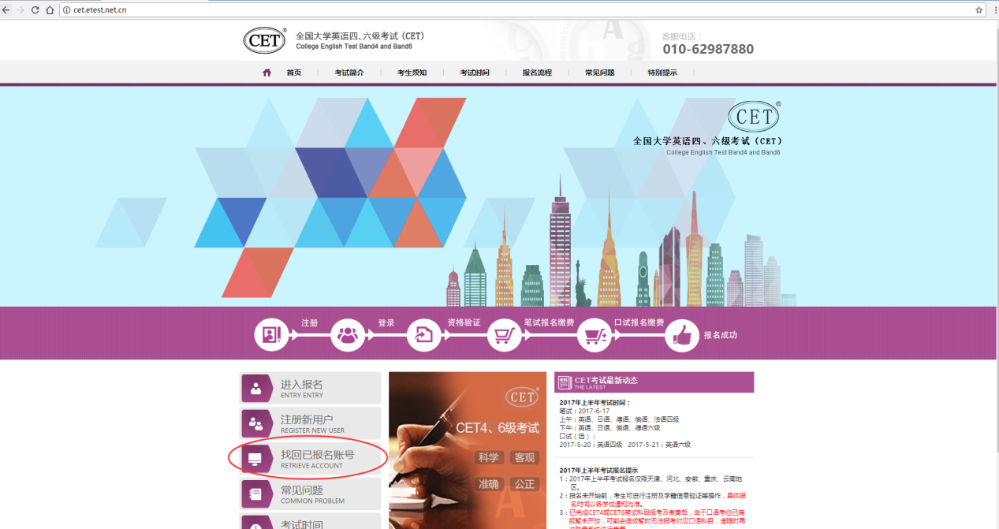 cet.etest.net.cn
CET®
全国大学英语四、六级考试（CET）
College English Test Band4 and Band6
客服电话：
010-62987880
首页 考试简介 考生须知 考试时间 报名流程 常见问题 特别提示
CET®
全国大学英语四、六级考试（CET）
College English Test Band4 and Band6
注册 登录 资格验证 笔试报名缴费 口试报名缴费 报名成功
进入报名
ENTRY ENTRY
注册新用户
REGISTER NEW USER
找回已报名账号
RETRIEVE ACCOUNT
常见问题
COMMON PROBLEM
考试时间
CET®
CET4、6级考试
科学 客观
准确 公正
CET考试最新动态
THE LATEST
2017年上半年考试时间：
笔试：2017-6-17
上午：英语、日语、德语、俄语、法语四级
下午：英语、日语、俄语、德语六级
口试（选）：
2017-5-20：英语四级 2017-5-21：英语六级
2017年上半年考试报名提示
1：2017年上半年考试报名仅限天津、河北、安徽、重庆、云南地
区。
2：报名未开始前，考生可进行注册及学籍信息验证等操作，具体报
名时间以各学校通知为准。
3：已完成CET4或CET6笔试科目报考及缴费后，由于口语考位已满
或暂未开放，可能会造成暂时无法报考对应口语科目，请随时再